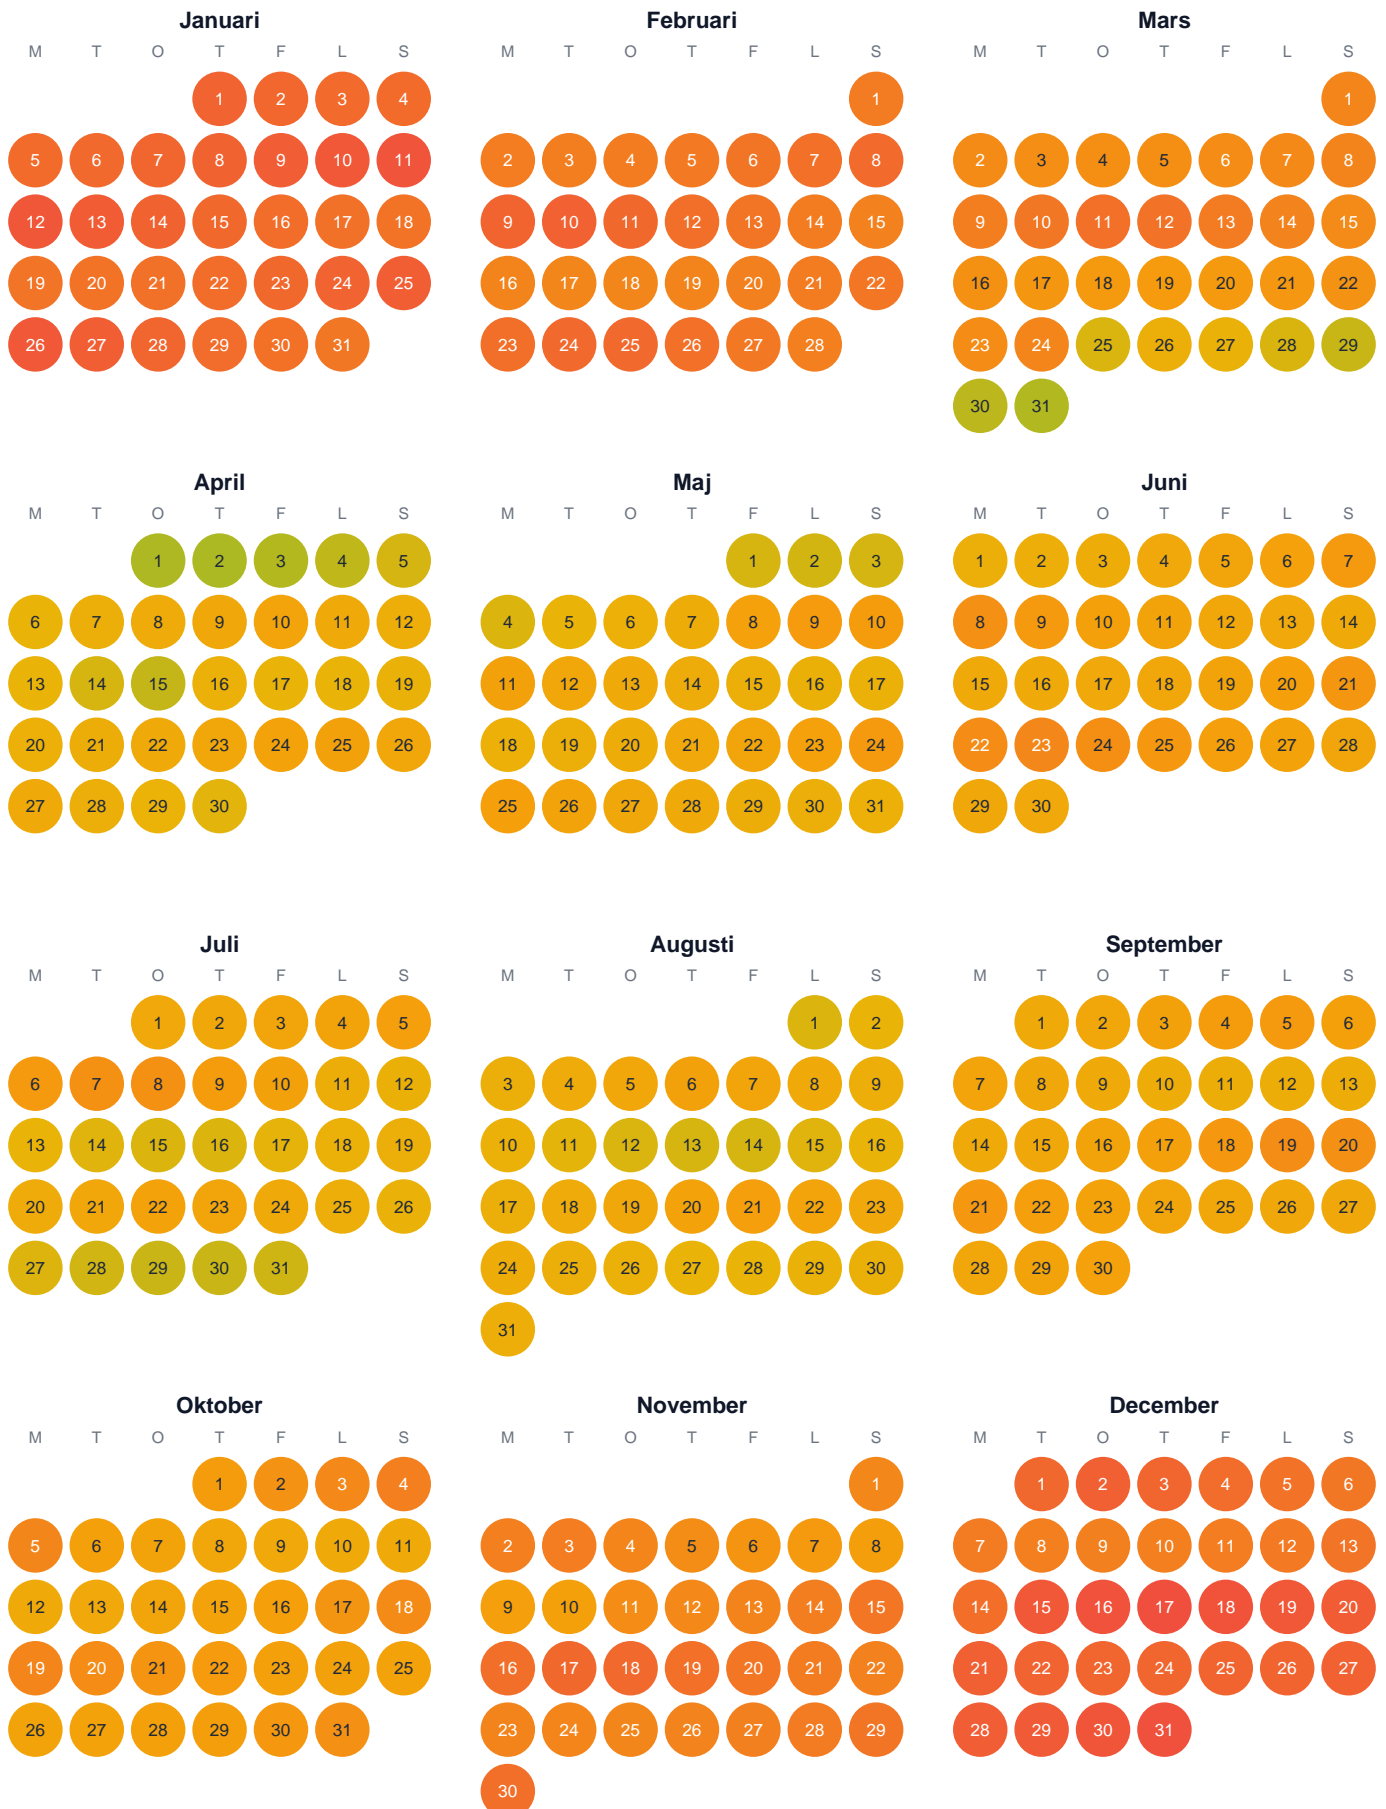 Januari Februari Mars
M T O T F L S M T O T F L S M T O T F L S
1 2 3 4 1 1
5 6 7 8 9 10 11 2 3 4 5 6 7 8 2 3 4 5 6 7 8
12 13 14 15 16 17 18 9 10 11 12 13 14 15 9 10 11 12 13 14 15
19 20 21 22 23 24 25 16 17 18 19 20 21 22 16 17 18 19 20 21 22
26 27 28 29 30 31 23 24 25 26 27 28 23 24 25 26 27 28 29
30 31
April Maj Juni
M T O T F L S M T O T F L S M T O T F L S
1 2 3 4 5 1 2 3 1 2 3 4 5 6 7
6 7 8 9 10 11 12 4 5 6 7 8 9 10 8 9 10 11 12 13 14
13 14 15 16 17 18 19 11 12 13 14 15 16 17 15 16 17 18 19 20 21
20 21 22 23 24 25 26 18 19 20 21 22 23 24 22 23 24 25 26 27 28
27 28 29 30 25 26 27 28 29 30 31 29 30
Juli Augusti September
M T O T F L S M T O T F L S M T O T F L S
1 2 3 4 5 1 2 1 2 3 4 5 6
6 7 8 9 10 11 12 3 4 5 6 7 8 9 7 8 9 10 11 12 13
13 14 15 16 17 18 19 10 11 12 13 14 15 16 14 15 16 17 18 19 20
20 21 22 23 24 25 26 17 18 19 20 21 22 23 21 22 23 24 25 26 27
27 28 29 30 31 24 25 26 27 28 29 30 28 29 30
31
Oktober November December
M T O T F L S M T O T F L S M T O T F L S
1 2 3 4 1 1 2 3 4 5 6
5 6 7 8 9 10 11 2 3 4 5 6 7 8 7 8 9 10 11 12 13
12 13 14 15 16 17 18 9 10 11 12 13 14 15 14 15 16 17 18 19 20
19 20 21 22 23 24 25 16 17 18 19 20 21 22 21 22 23 24 25 26 27
26 27 28 29 30 31 23 24 25 26 27 28 29 28 29 30 31
30